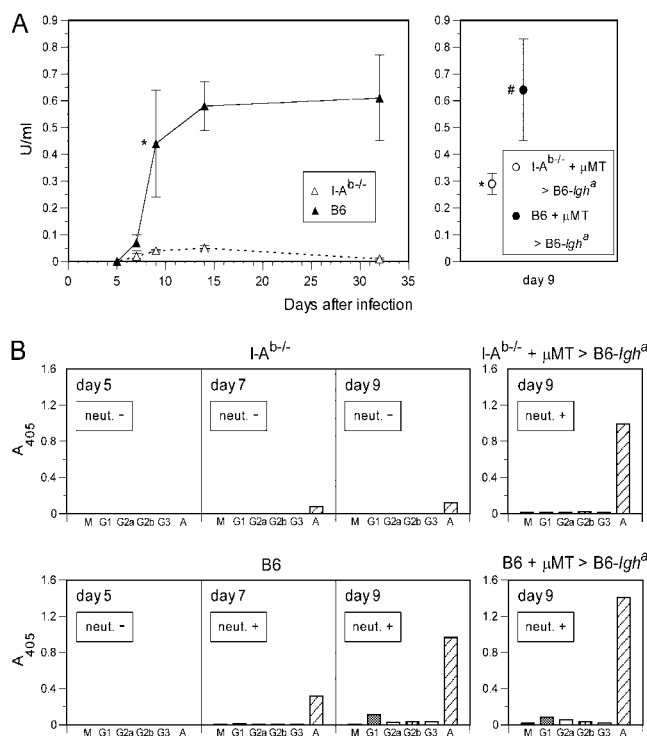 A
0.9
0.8
0.7
0.6
0.5
0.4
0.3
0.2
0.1
0
U/ml
*
I-A^b-/-
B6
0 5 10 15 20 25 30 35
Days after infection
0.9
0.8
0.7
0.6
0.5
0.4
0.3
0.2
0.1
0
#
*
I-A^b-/- + μMT
> B6-Igh^a
B6 + μMT
> B6-Igh^a
day 9
B
I-A^b-/-
I-A^b-/- + μMT > B6-Igh^a
1.6
1.2
0.8
0.4
0
A405
day 5
neut. -
M G1 G2a G2b G3 A
day 7
neut. -
M G1 G2a G2b G3 A
day 9
neut. -
M G1 G2a G2b G3 A
1.6
1.2
0.8
0.4
0
day 9
neut. +
M G1 G2a G2b G3 A
B6
B6 + μMT > B6-Igh^a
1.6
1.2
0.8
0.4
0
A405
day 5
neut. -
M G1 G2a G2b G3 A
day 7
neut. +
M G1 G2a G2b G3 A
day 9
neut. +
M G1 G2a G2b G3 A
1.6
1.2
0.8
0.4
0
day 9
neut. +
M G1 G2a G2b G3 A